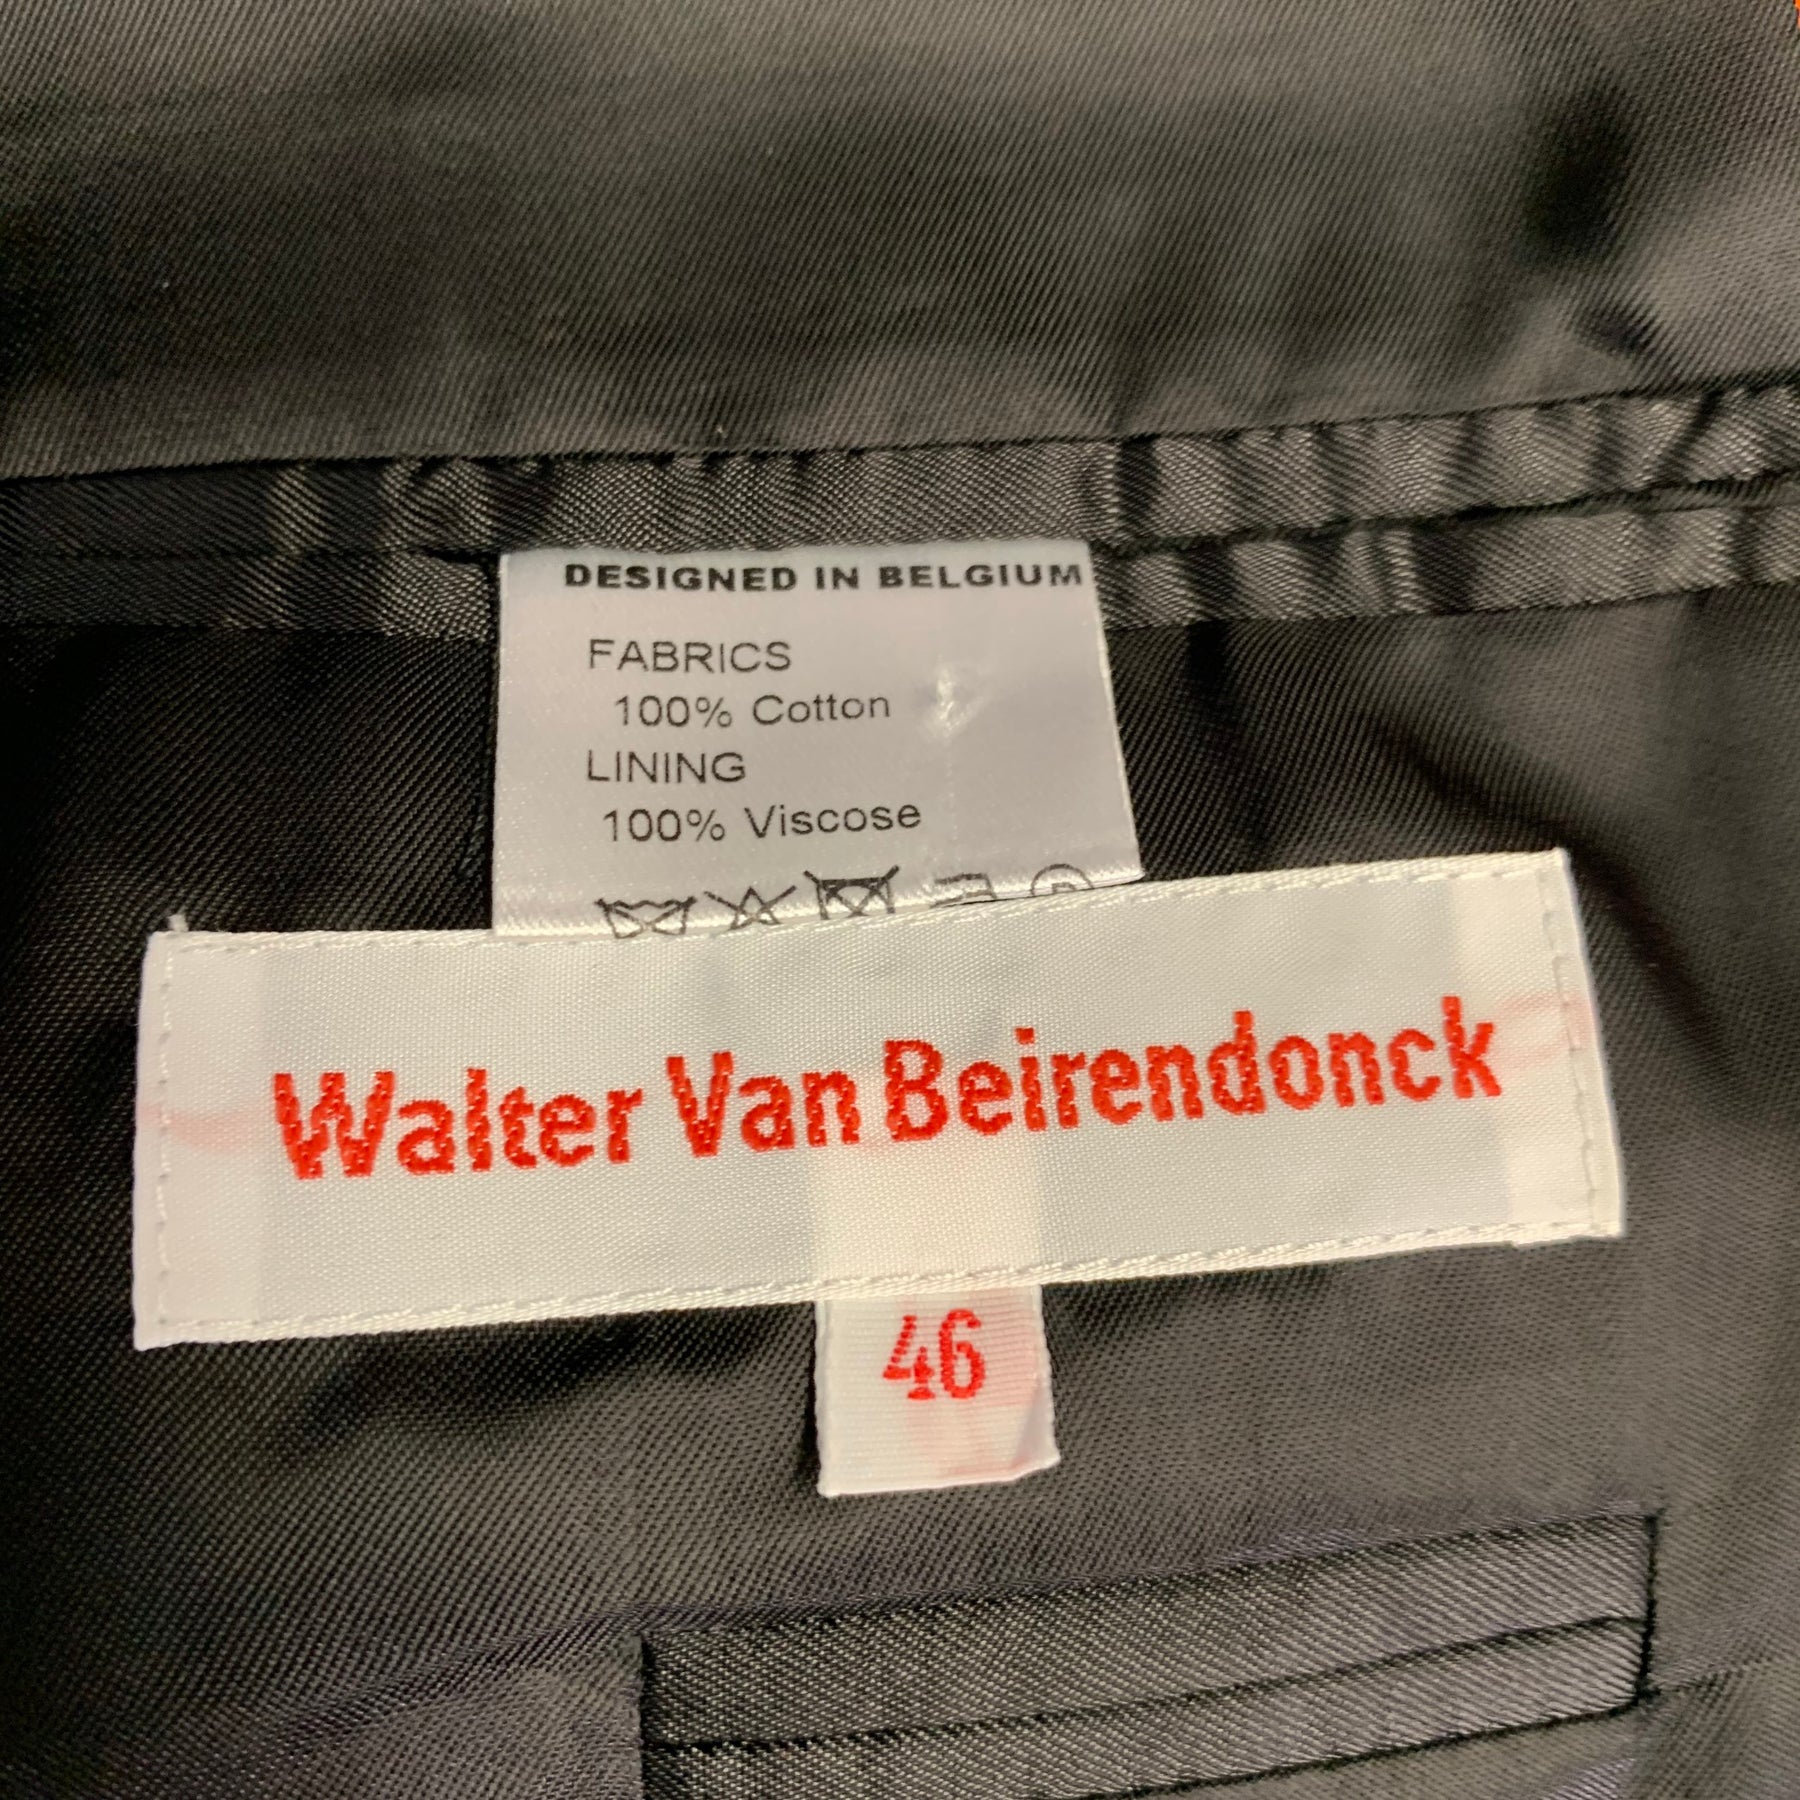 DESIGNED IN BELGIUM
FABRICS
100% Cotton
LINING
100% Viscose
Walter Van Beirendonck
46